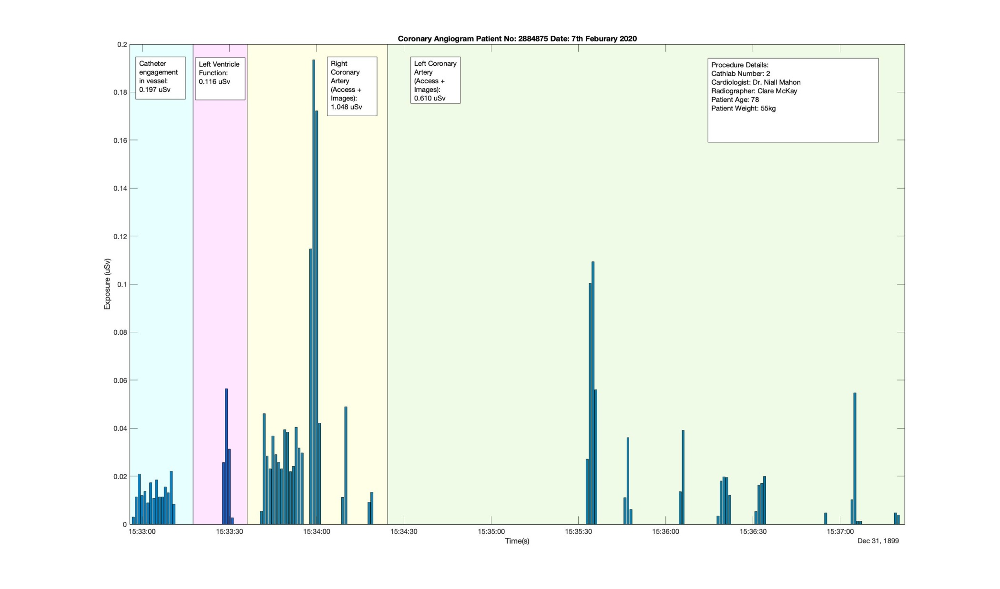 Coronary Angiogram Patient No: 2884875 Date: 7th Feburary 2020
0.2
0.18
0.16
0.14
0.12
0.1
0.08
0.06
0.04
0.02
0
Exposure (uSv)
Catheter
engagement
in vessel:
0.197 uSv
Left Ventricle
Function:
0.116 uSv
Right
Coronary
Artery
(Access +
Images):
1.048 uSv
Left Coronary
Artery
(Access +
Images):
0.610 uSv
Procedure Details:
Cathlab Number: 2
Cardiologist: Dr. Niall Mahon
Radiographer: Clare McKay
Patient Age: 78
Patient Weight: 55kg
15:33:00 15:33:30 15:34:00 15:34:30 15:35:00 15:35:30 15:36:00 15:36:30 15:37:00
Time(s)
Dec 31, 1899